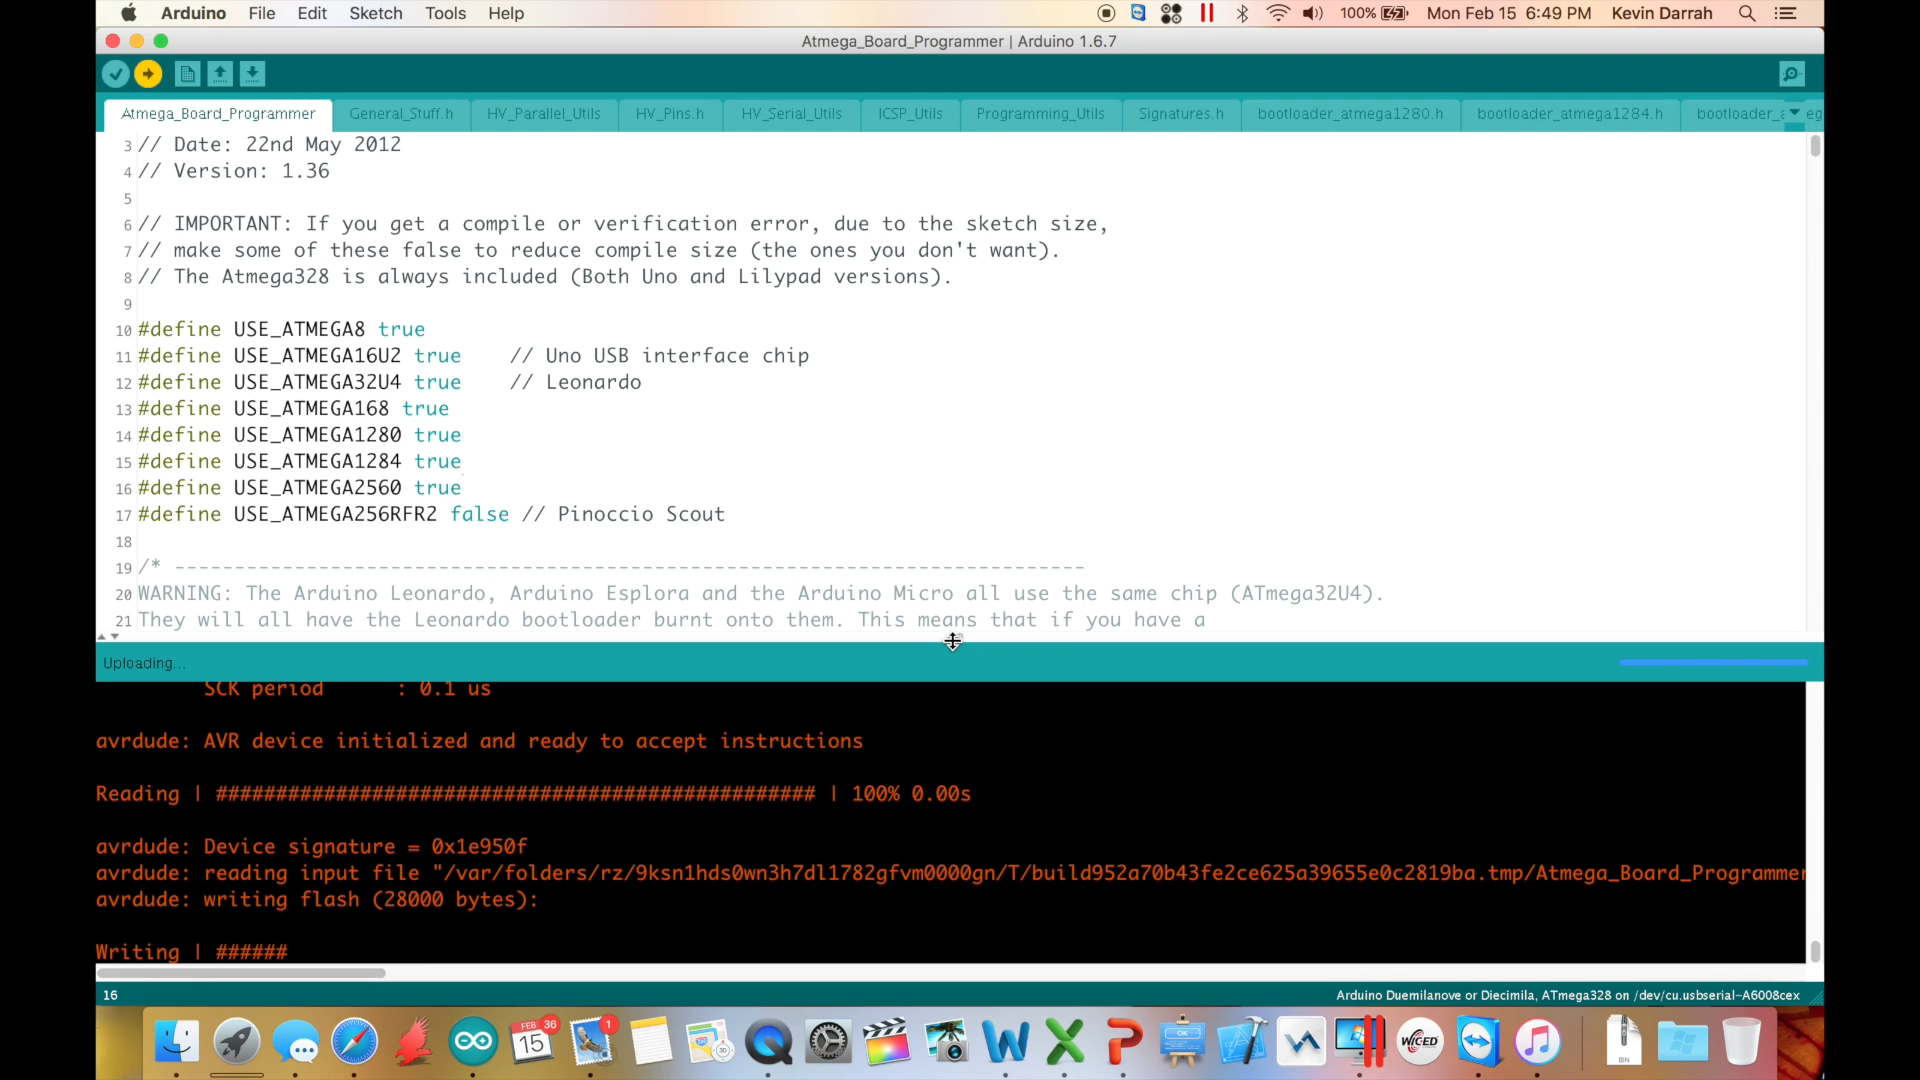 Arduino File Edit Sketch Tools Help 100% Mon Feb 15 6:49 PM Kevin Darrah
Atmega_Board_Programmer | Arduino 1.6.7
Atmega_Board_Programmer General_Stuff.h HV_Parallel_Utils HV_Pins.h HV_Serial_Utils ICSP_Utils Programming_Utils Signatures.h bootloader_atmega1280.h bootloader_atmega1284.h
3 // Date: 22nd May 2012
4 // Version: 1.36
5
6 // IMPORTANT: If you get a compile or verification error, due to the sketch size,
7 // make some of these false to reduce compile size (the ones you don't want).
8 // The Atmega328 is always included (Both Uno and Lilypad versions).
9
10 #define USE_ATMEGA8 true
11 #define USE_ATMEGA16U2 true // Uno USB interface chip
12 #define USE_ATMEGA32U4 true // Leonardo
13 #define USE_ATMEGA168 true
14 #define USE_ATMEGA1280 true
15 #define USE_ATMEGA1284 true
16 #define USE_ATMEGA2560 true
17 #define USE_ATMEGA256RFR2 false // Pinoccio Scout
18
19 /* ----------------------------------------------------------------------------
20 WARNING: The Arduino Leonardo, Arduino Esplora and the Arduino Micro all use the same chip (ATmega32U4).
21 They will all have the Leonardo bootloader burnt onto them. This means that if you have a
Uploading...
SCK period : 0.1 us
avrdude: AVR device initialized and ready to accept instructions
Reading | #################################################### | 100% 0.00s
avrdude: Device signature = 0x1e950f
avrdude: reading input file "/var/folders/rz/9ksn1hds0wn3h7dl1782gfvm0000gn/T/build952a70b43fe2ce625a39655e0c2819ba.tmp/Atmega_Board_Programmer
avrdude: writing flash (28000 bytes):
Writing | ######
16 Arduino Duemilanove or Diecimila, ATmega328 on /dev/cu.usbserial-A6008cex
FEB 36 1
15 3D W X P OK WICED BIN